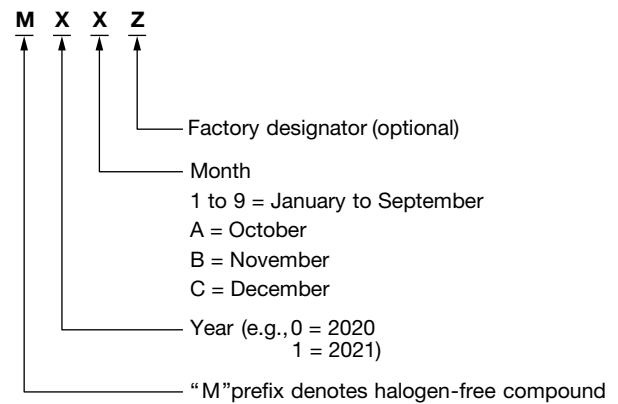 M X X Z
Factory designator (optional)
Month
1 to 9 = January to September
A = October
B = November
C = December
Year (e.g., 0 = 2020
1 = 2021)
“M”prefix denotes halogen-free compound